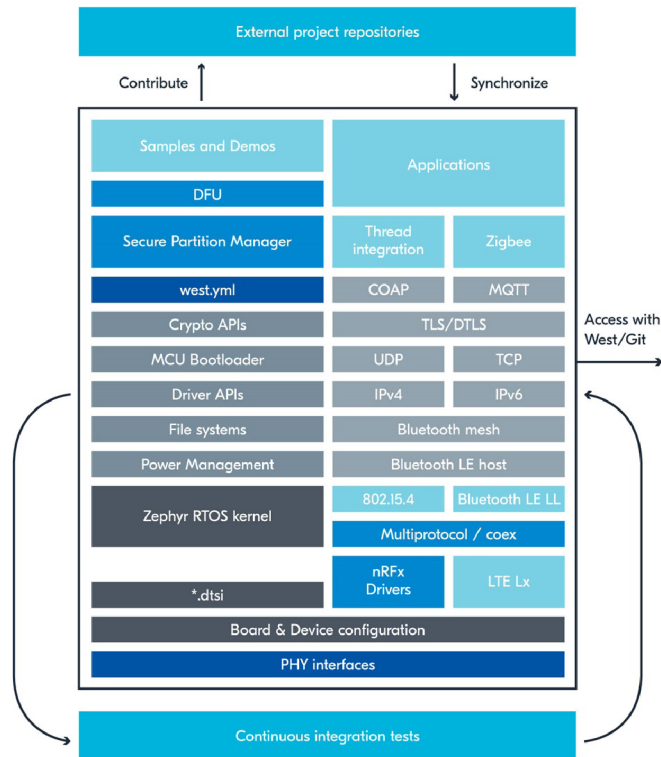 External project repositories
Contribute
Synchronize
Samples and Demos
Applications
DFU
Secure Partition Manager
Thread
integration
Zigbee
west.yml
COAP
MQTT
Crypto APIs
TLS/DTLS
Access with
West/Git
MCU Bootloader
UDP
TCP
Driver APIs
IPv4
IPv6
File systems
Bluetooth mesh
Power Management
Bluetooth LE host
Zephyr RTOS kernel
802.15.4
Bluetooth LE LL
Multiprotocol / coex
*.dtsi
nRFx
Drivers
LTE Lx
Board & Device configuration
PHY interfaces
Continuous integration tests